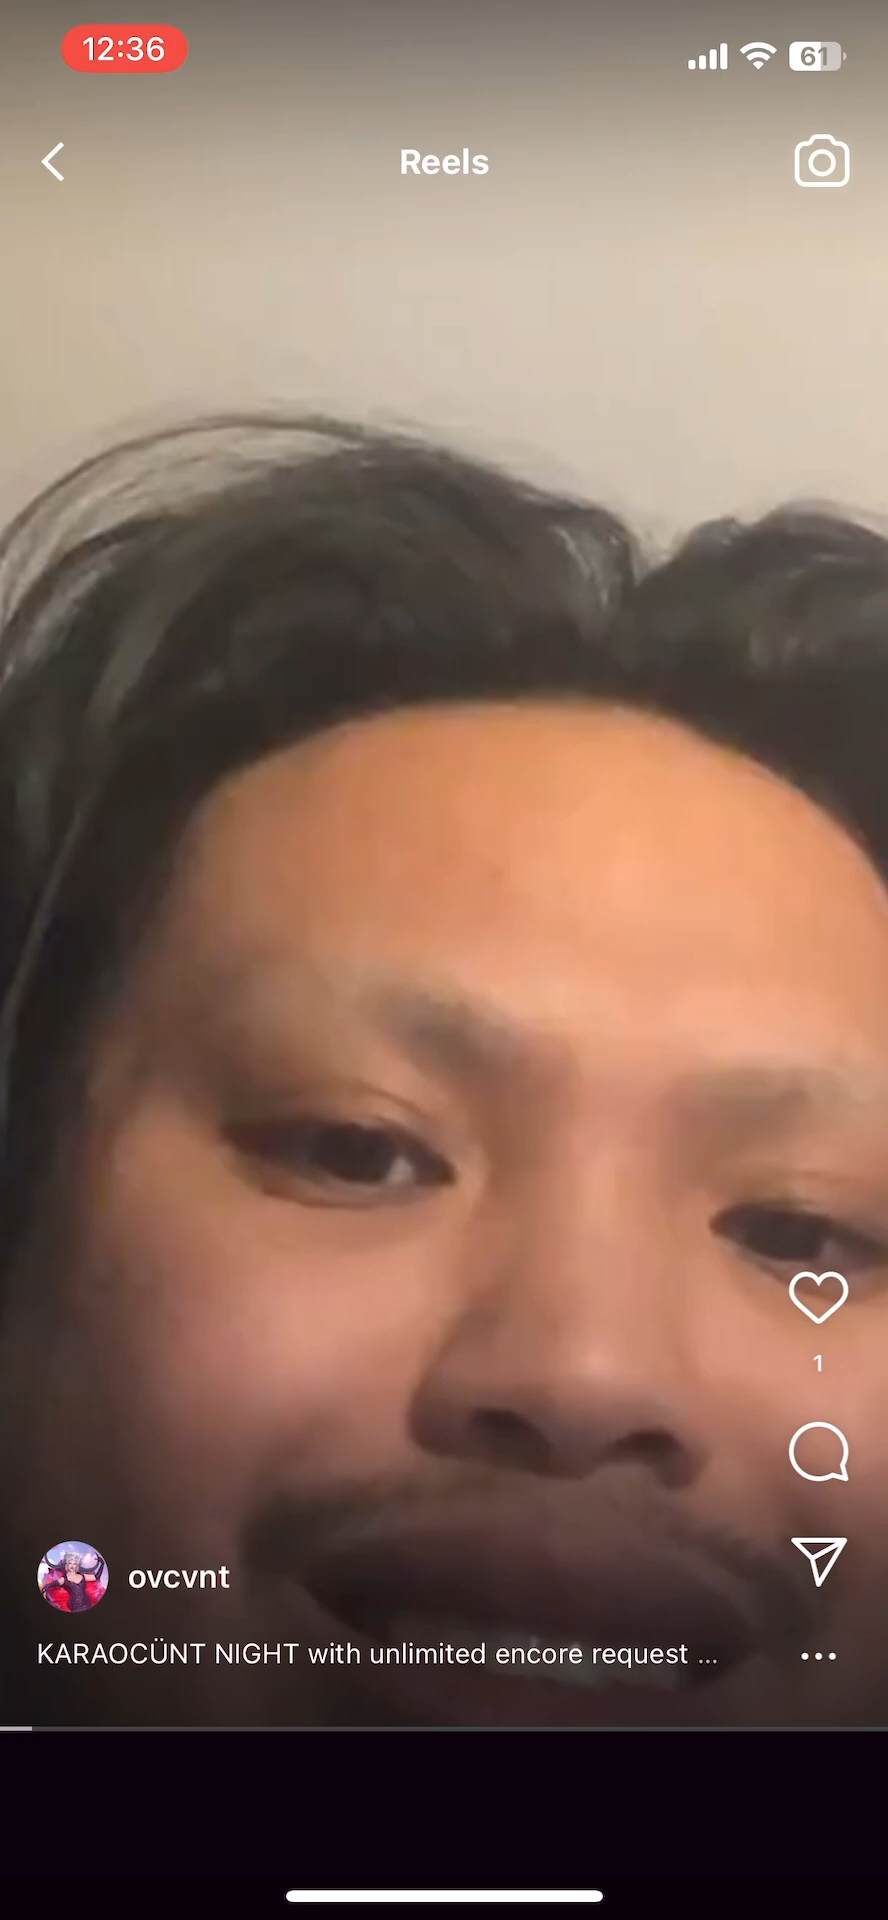 12:36
61
Reels
1
ovcvnt
KARAOCÜNT NIGHT with unlimited encore request ...